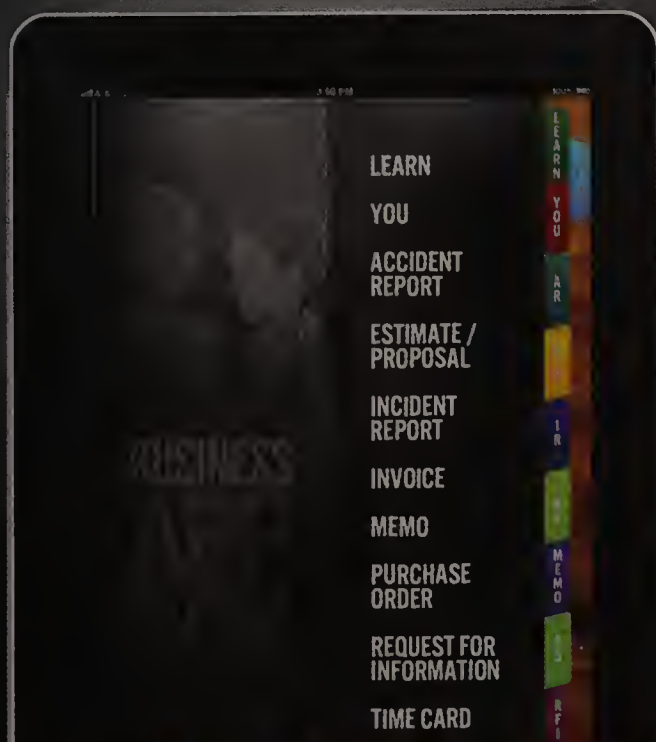 LEARN
YOU
ACCIDENT
REPORT
ESTIMATE /
PROPOSAL
INCIDENT
REPORT
INVOICE
MEMO
PURCHASE
ORDER
REQUEST FOR
INFORMATION
TIME CARD
BUSINESS
LEARN
YOU
AR
IR
MEMO
RFI